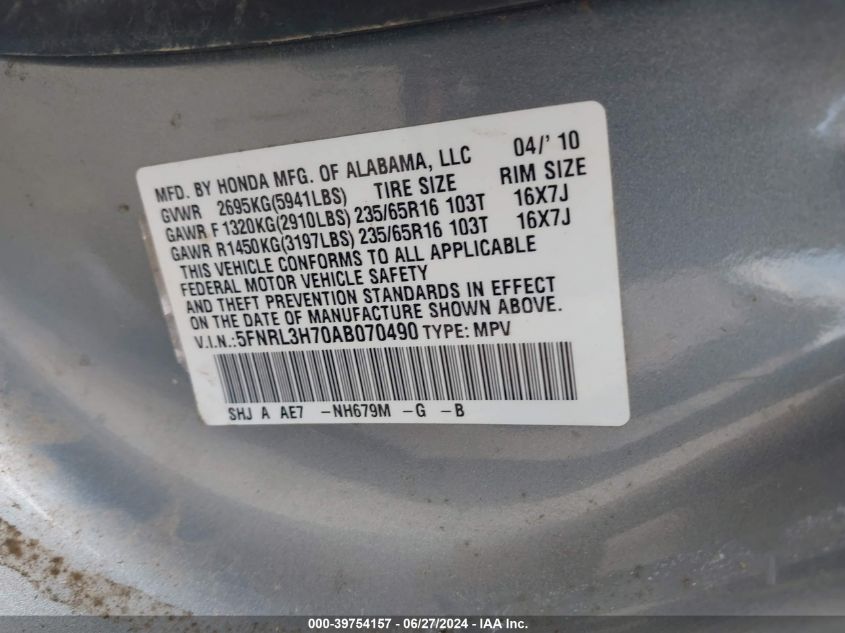 MFD. BY HONDA MFG. OF ALABAMA, LLC 04/' 10
GVWR 2695KG(5941LBS) TIRE SIZE RIM SIZE
GAWR F 1320KG(2910LBS) 235/65R16 103T 16X7J
GAWR R1450KG(3197LBS) 235/65R16 103T 16X7J
THIS VEHICLE CONFORMS TO ALL APPLICABLE
FEDERAL MOTOR VEHICLE SAFETY
AND THEFT PREVENTION STANDARDS IN EFFECT
ON THE DATE OF MANUFACTURE SHOWN ABOVE.
V.I.N.:5FNRL3H70AB070490 TYPE: MPV
SHJ A AE7 -NH679M -G -B
000-39754157 - 06/27/2024 - IAA Inc.